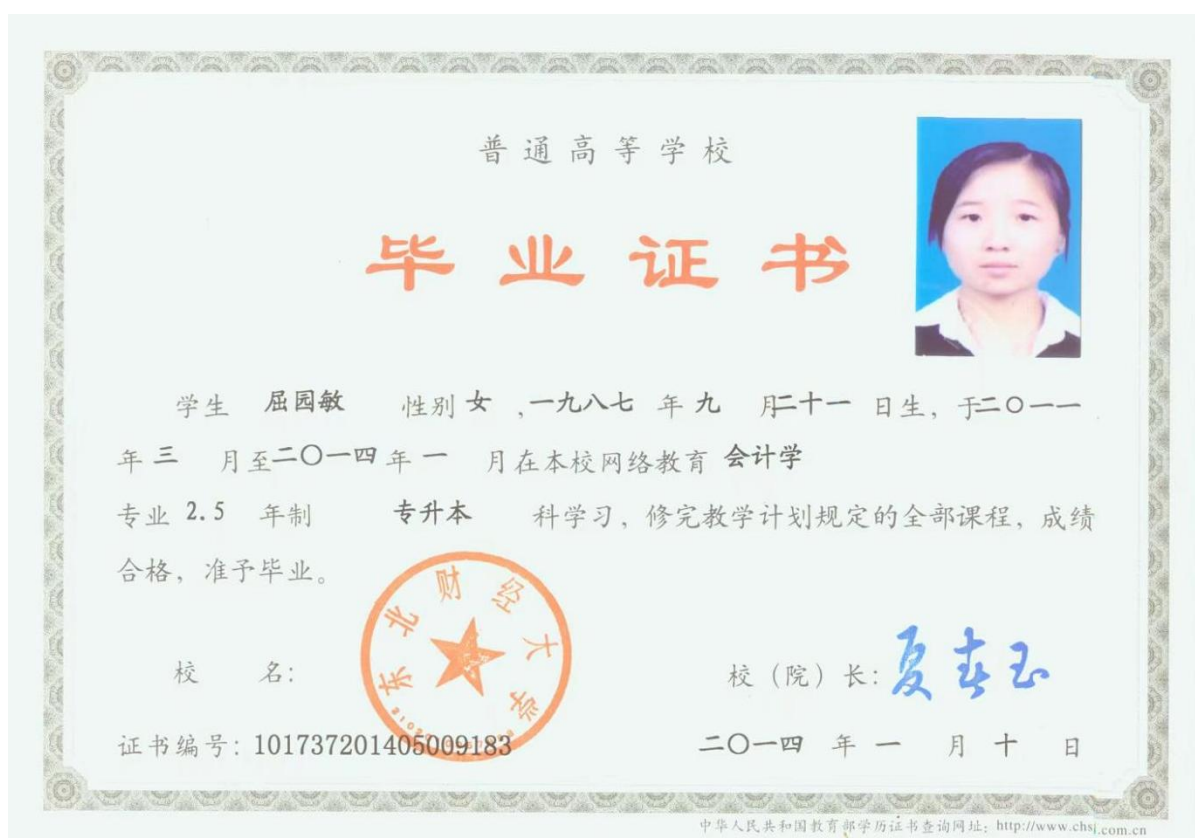 普通高等学校
毕业证书
学生 屈园敏 性别 女 ,一九八七 年 九 月二十一 日生，于二〇一一
年 三 月至二〇一四年 一 月在本校网络教育 会计学
专业 2.5 年制 专升本 科学习，修完教学计划规定的全部课程，成绩
合格，准予毕业。
东北财经大学
校 名：
校（院）长：夏春玉
证书编号：101737201405009183
二〇一四 年 一 月 十 日
中华人民共和国教育部学历证书查询网址：http://www.chsi.com.cn